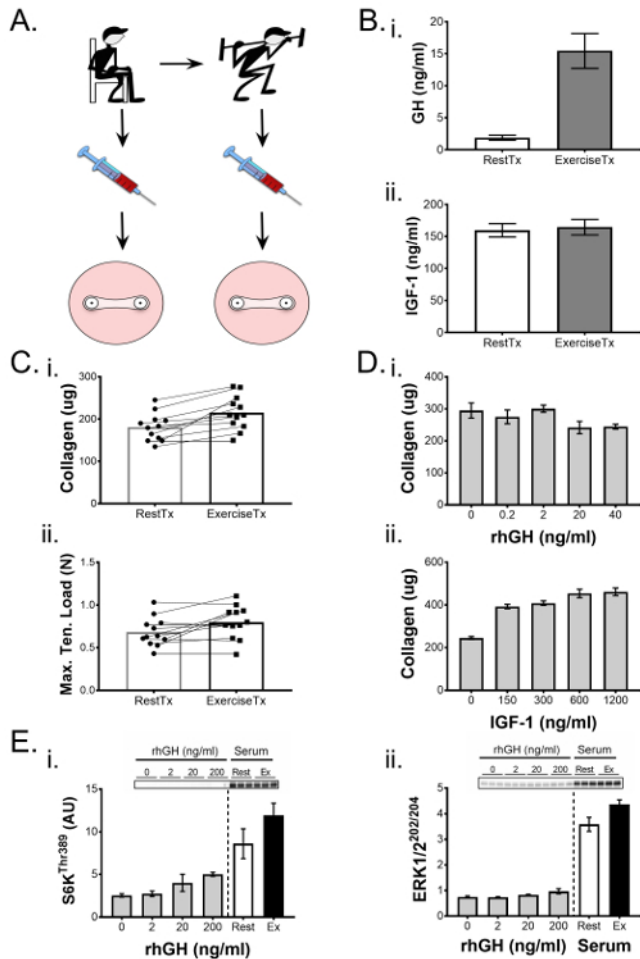 A.
B. i.
GH (ng/ml)
20
15
10
5
0
RestTx ExerciseTx
ii.
IGF-1 (ng/ml)
200
150
100
50
0
RestTx ExerciseTx
C. i.
Collagen (ug)
300
200
100
0
RestTx ExerciseTx
ii.
Max. Ten. Load (N)
1.5
1.0
0.5
0.0
RestTx ExerciseTx
D. i.
Collagen (ug)
400
300
200
100
0
0 0.2 2 20 40
rhGH (ng/ml)
ii.
Collagen (ug)
600
400
200
0
0 150 300 600 1200
IGF-1 (ng/ml)
E. i.
rhGH (ng/ml) Serum
0 2 20 200 Rest Ex
S6K^Thr389 (AU)
15
10
5
0
0 2 20 200 Rest Ex
rhGH (ng/ml)
ii.
rhGH (ng/ml) Serum
0 2 20 200 Rest Ex
ERK1/2^202/204
5
4
3
2
1
0
0 2 20 200 Rest Ex
rhGH (ng/ml) Serum